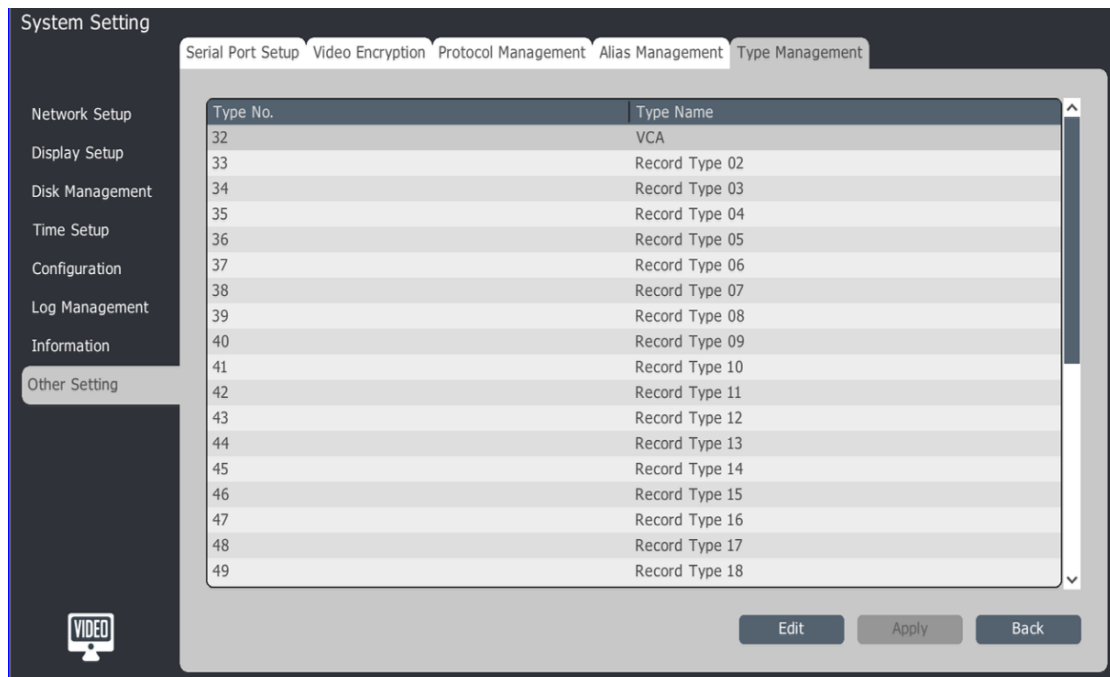 System Setting
Serial Port Setup Video Encryption Protocol Management Alias Management Type Management
Network Setup
Display Setup
Disk Management
Time Setup
Configuration
Log Management
Information
Other Setting
Type No. Type Name
32 VCA
33 Record Type 02
34 Record Type 03
35 Record Type 04
36 Record Type 05
37 Record Type 06
38 Record Type 07
39 Record Type 08
40 Record Type 09
41 Record Type 10
42 Record Type 11
43 Record Type 12
44 Record Type 13
45 Record Type 14
46 Record Type 15
47 Record Type 16
48 Record Type 17
49 Record Type 18
VIDEO
Edit Apply Back